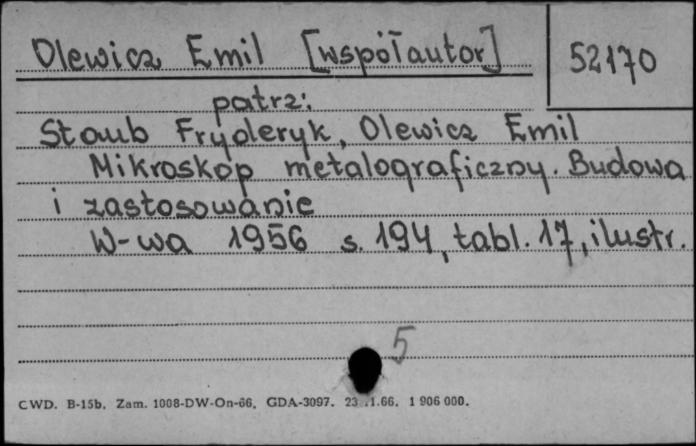 Olewicz Emil [współautor]
52170
patrz:
Staub Fryderyk, Olewicz Emil
Mikroskop metalograficzny. Budowa
i zastosowanie
W-wa 1956 s. 194, tabl. 17, ilustr.
5
CWD. B-15b. Zam. 1008-DW-On-66. GDA-3097. 1 906 000.